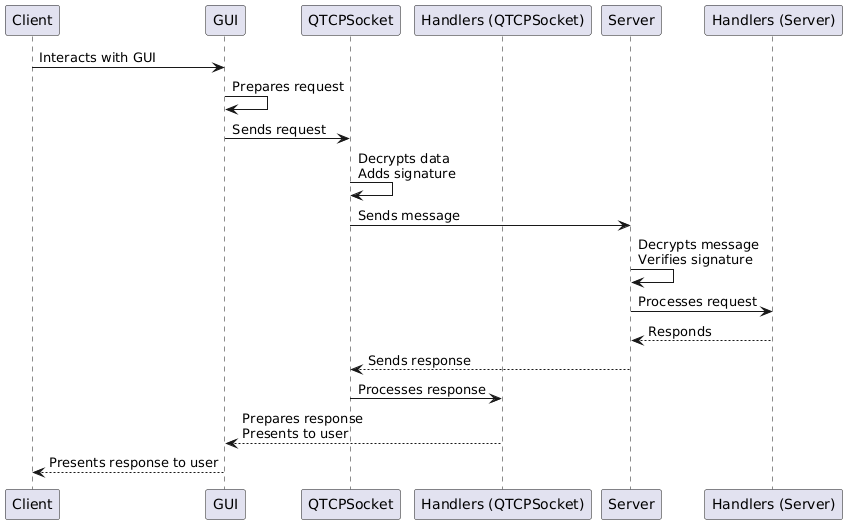 Client
GUI
QTCPSocket
Handlers (QTCPSocket)
Server
Handlers (Server)
Interacts with GUI
Prepares request
Sends request
Decrypts data
Adds signature
Sends message
Decrypts message
Verifies signature
Processes request
Responds
Sends response
Processes response
Prepares response
Presents to user
Presents response to user
Client
GUI
QTCPSocket
Handlers (QTCPSocket)
Server
Handlers (Server)